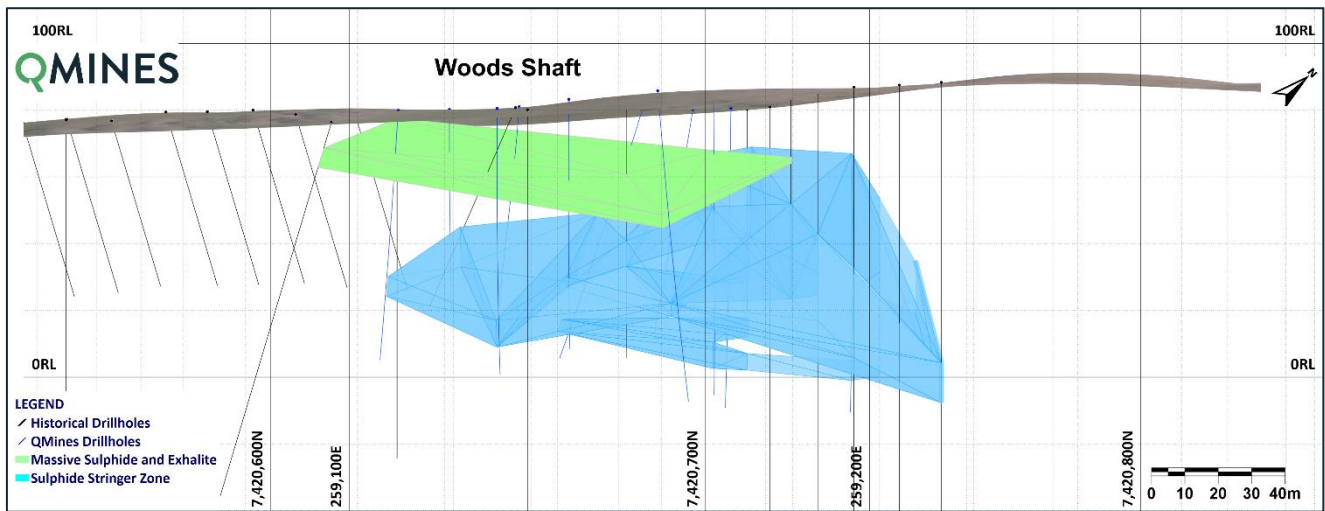 100RL
100RL
QMINES
Woods Shaft
N
0RL
0RL
LEGEND
Historical Drillholes
QMines Drillholes
Massive Sulphide and Exhalite
Sulphide Stringer Zone
7,420,600N
259,100E
7,420,700N
259,200E
7,420,800N
0 10 20 30 40m